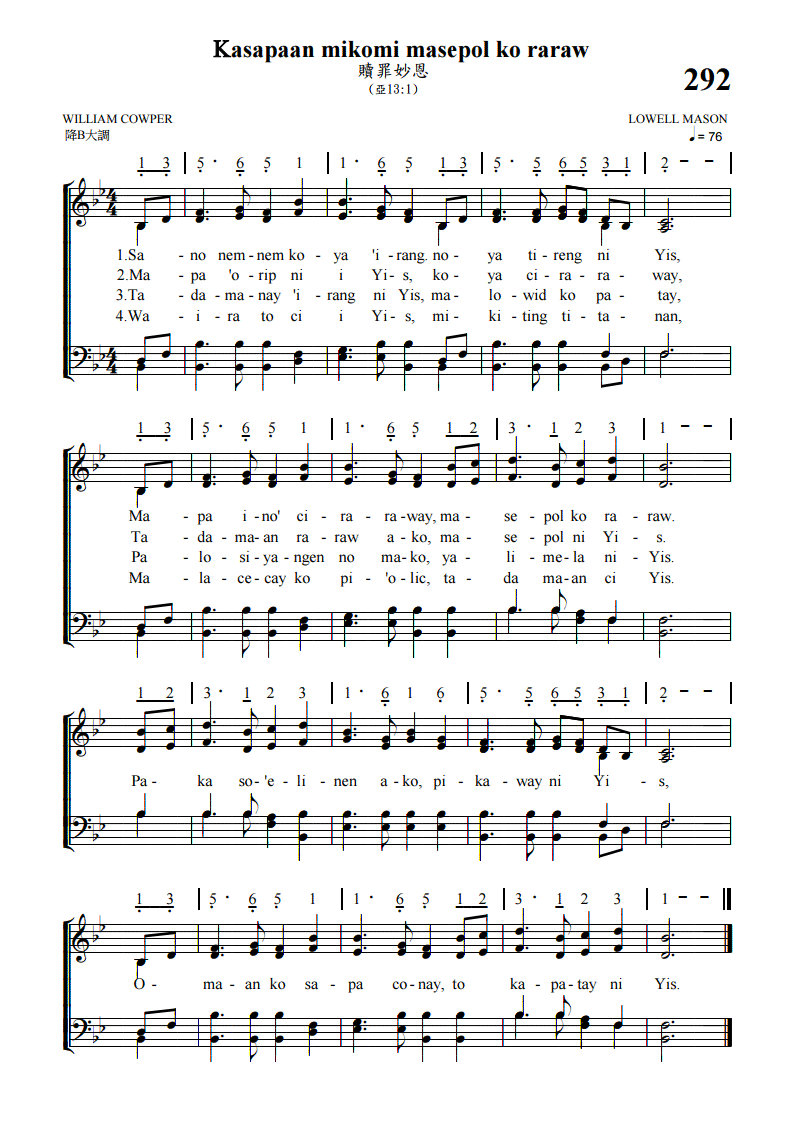 Kasapaan mikomi masepol ko raraw
贖罪妙恩
(亞13:1)
292
WILLIAM COWPER
LOWELL MASON
降B大調
♩= 76
1 3 | 5 · 6 5 1 | 1 · 6 5 1 3 | 5 · 5 6 5 3 1 | 2 – – |
1.Sa - no nem - nem ko - ya 'i - rang. no - ya ti - reng ni Yis,
2.Ma - pa 'o - rip ni i Yi - s, ko - ya ci - ra - ra - way,
3.Ta - da - ma - nay 'i - rang ni Yis, ma - lo - wid ko pa - tay,
4.Wa - i - ra to ci i Yi - s, mi - ki - ting ti - ta - nan,
1 3 | 5 · 6 5 1 | 1 · 6 5 1 2 | 3 · 1 2 3 | 1 – – |
Ma - pa i - no' ci - ra - ra - way, ma - se - pol ko ra - raw.
Ta - da - ma - an ra - raw a - ko, ma - se - pol ni Yi - s.
Pa - lo - si - ya - ngen no ma - ko, ya - li - me - la ni - Yis.
Ma - la - ce - cay ko pi - 'o - lic, ta - da ma - an ci Yis.
1 2 | 3 · 1 2 3 | 1 · 6 1 6 | 5 · 5 6 5 3 1 | 2 – – |
Pa - ka so - 'e - li - nen a - ko, pi - ka - way ni Yi - s,
1 3 | 5 · 6 5 1 | 1 · 6 5 1 2 | 3 · 1 2 3 | 1 – – ||
O - ma - an ko sa - pa co - nay, to ka - pa - tay ni Yis.